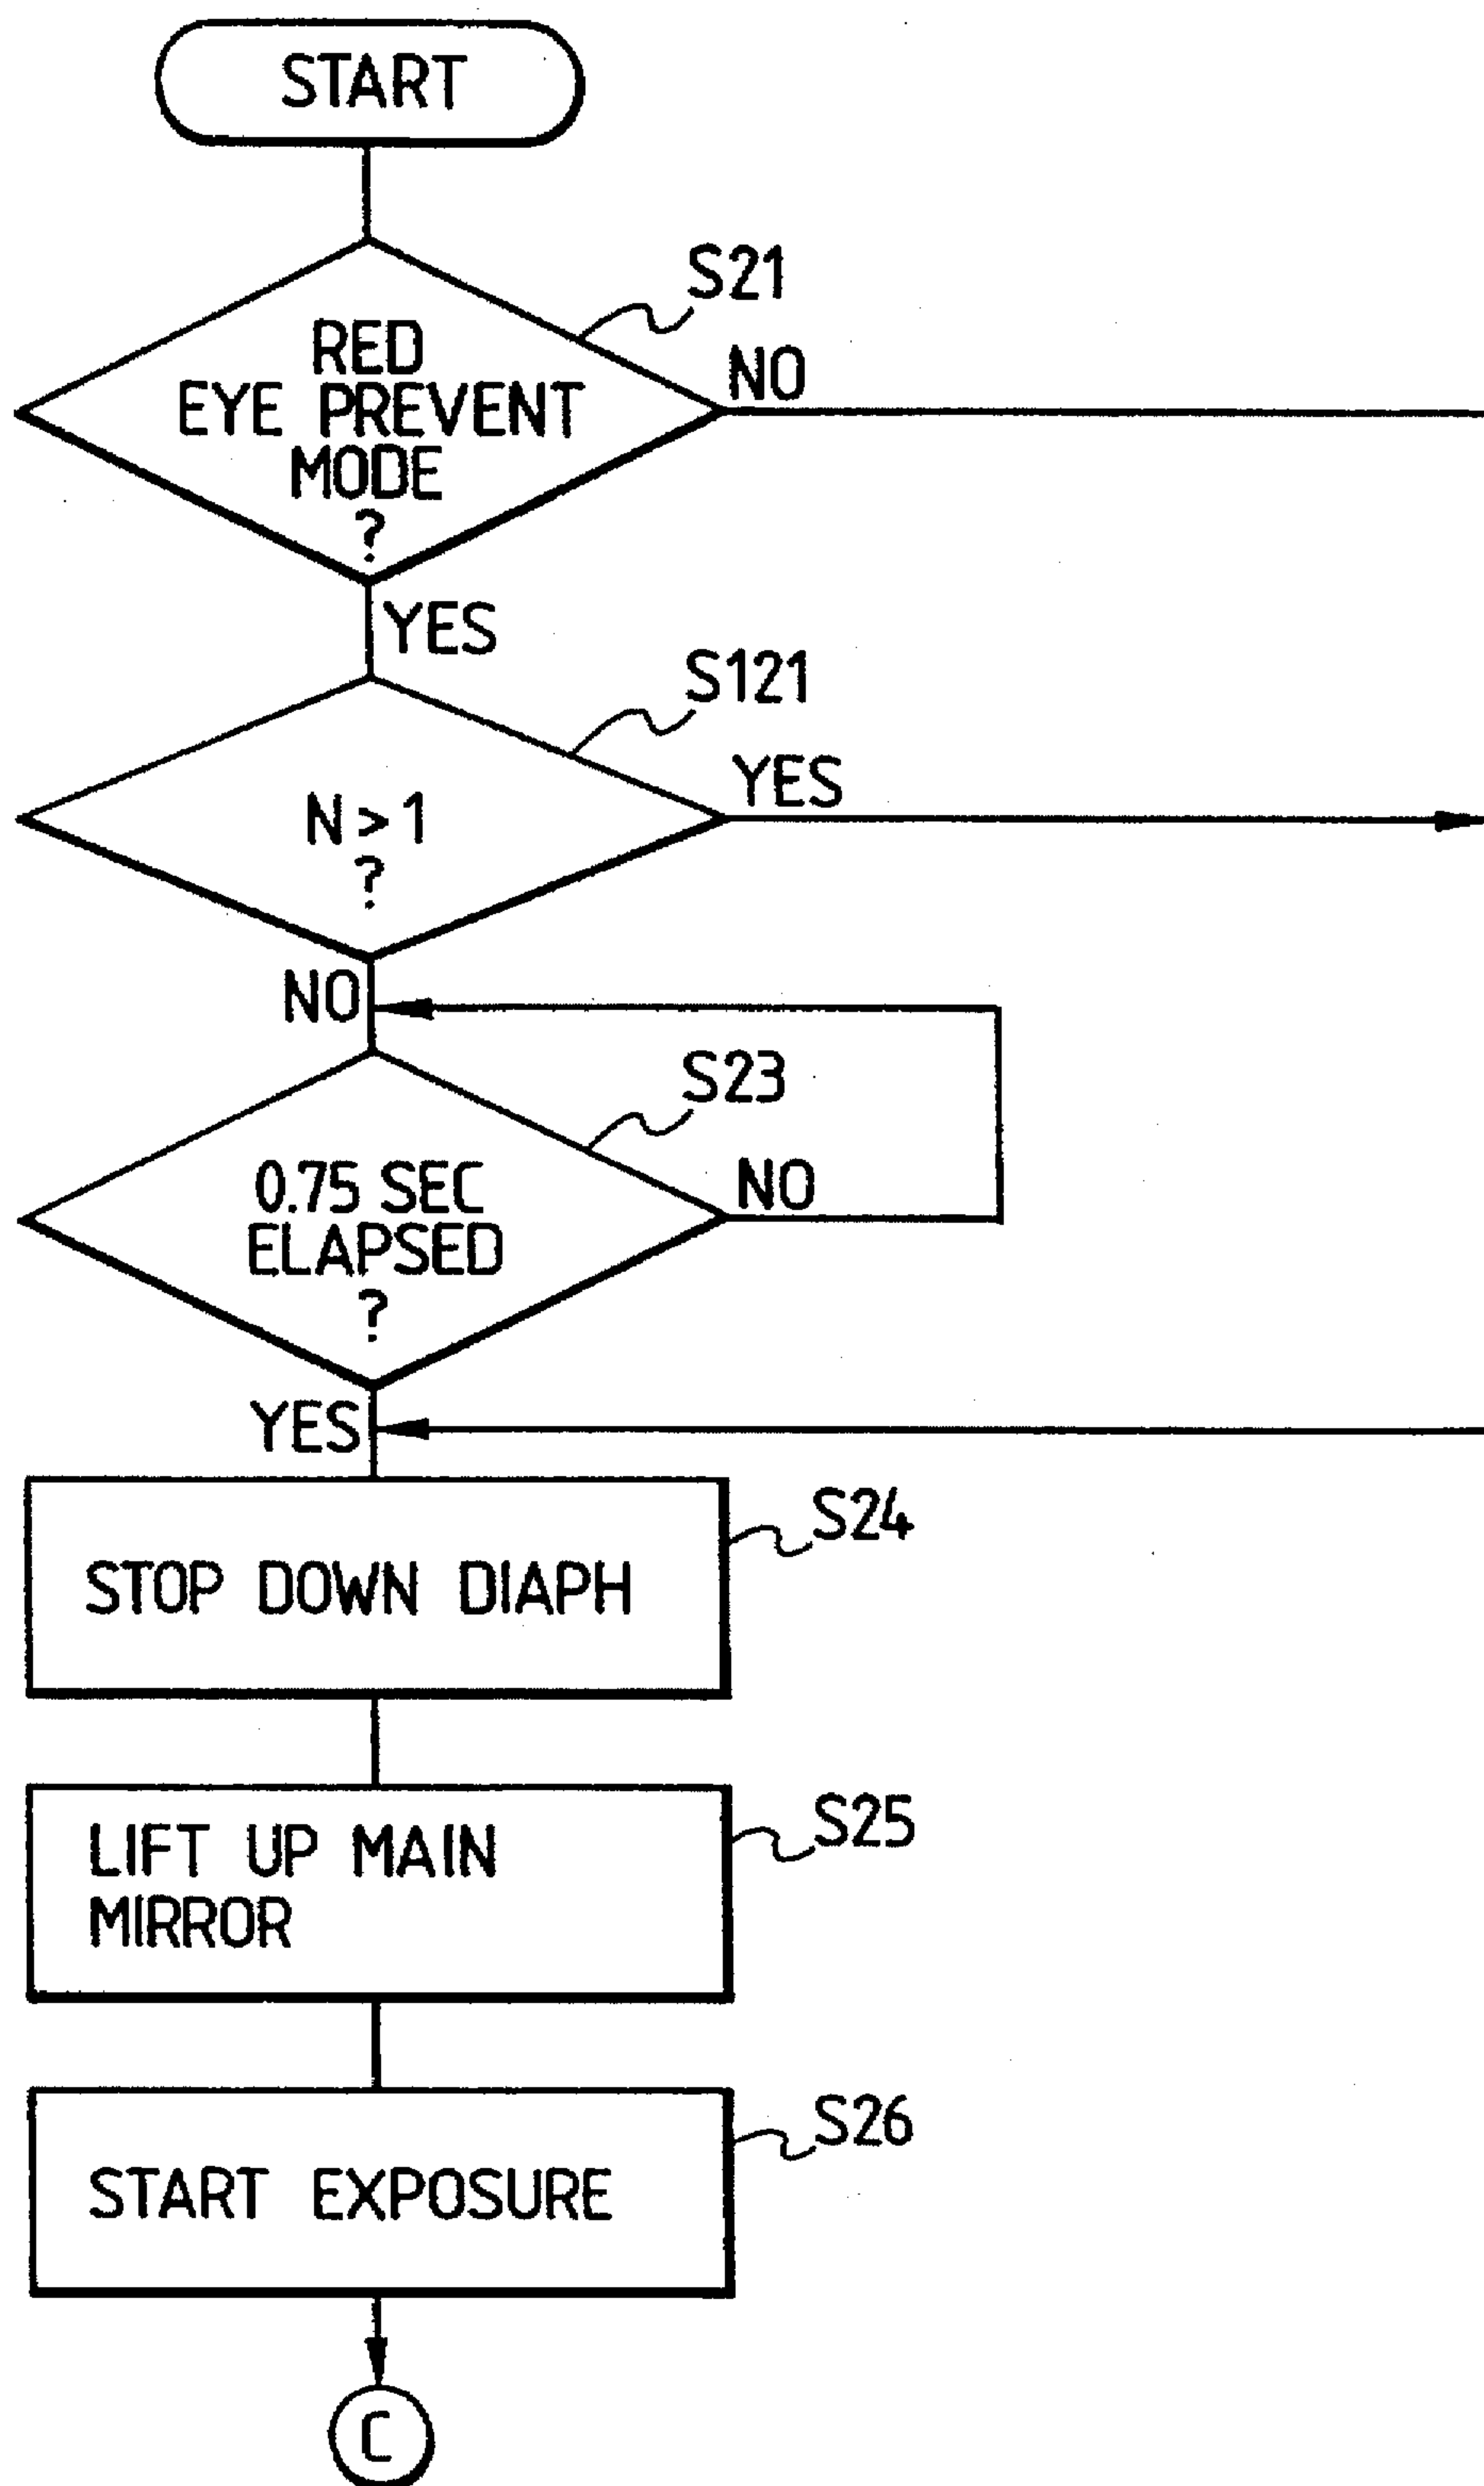 START
S21
RED
EYE PREVENT
MODE
?
NO
YES
S121
N > 1
?
YES
NO
S23
0.75 SEC
ELAPSED
?
NO
YES
S24
STOP DOWN DIAPH
S25
LIFT UP MAIN
MIRROR
S26
START EXPOSURE
C